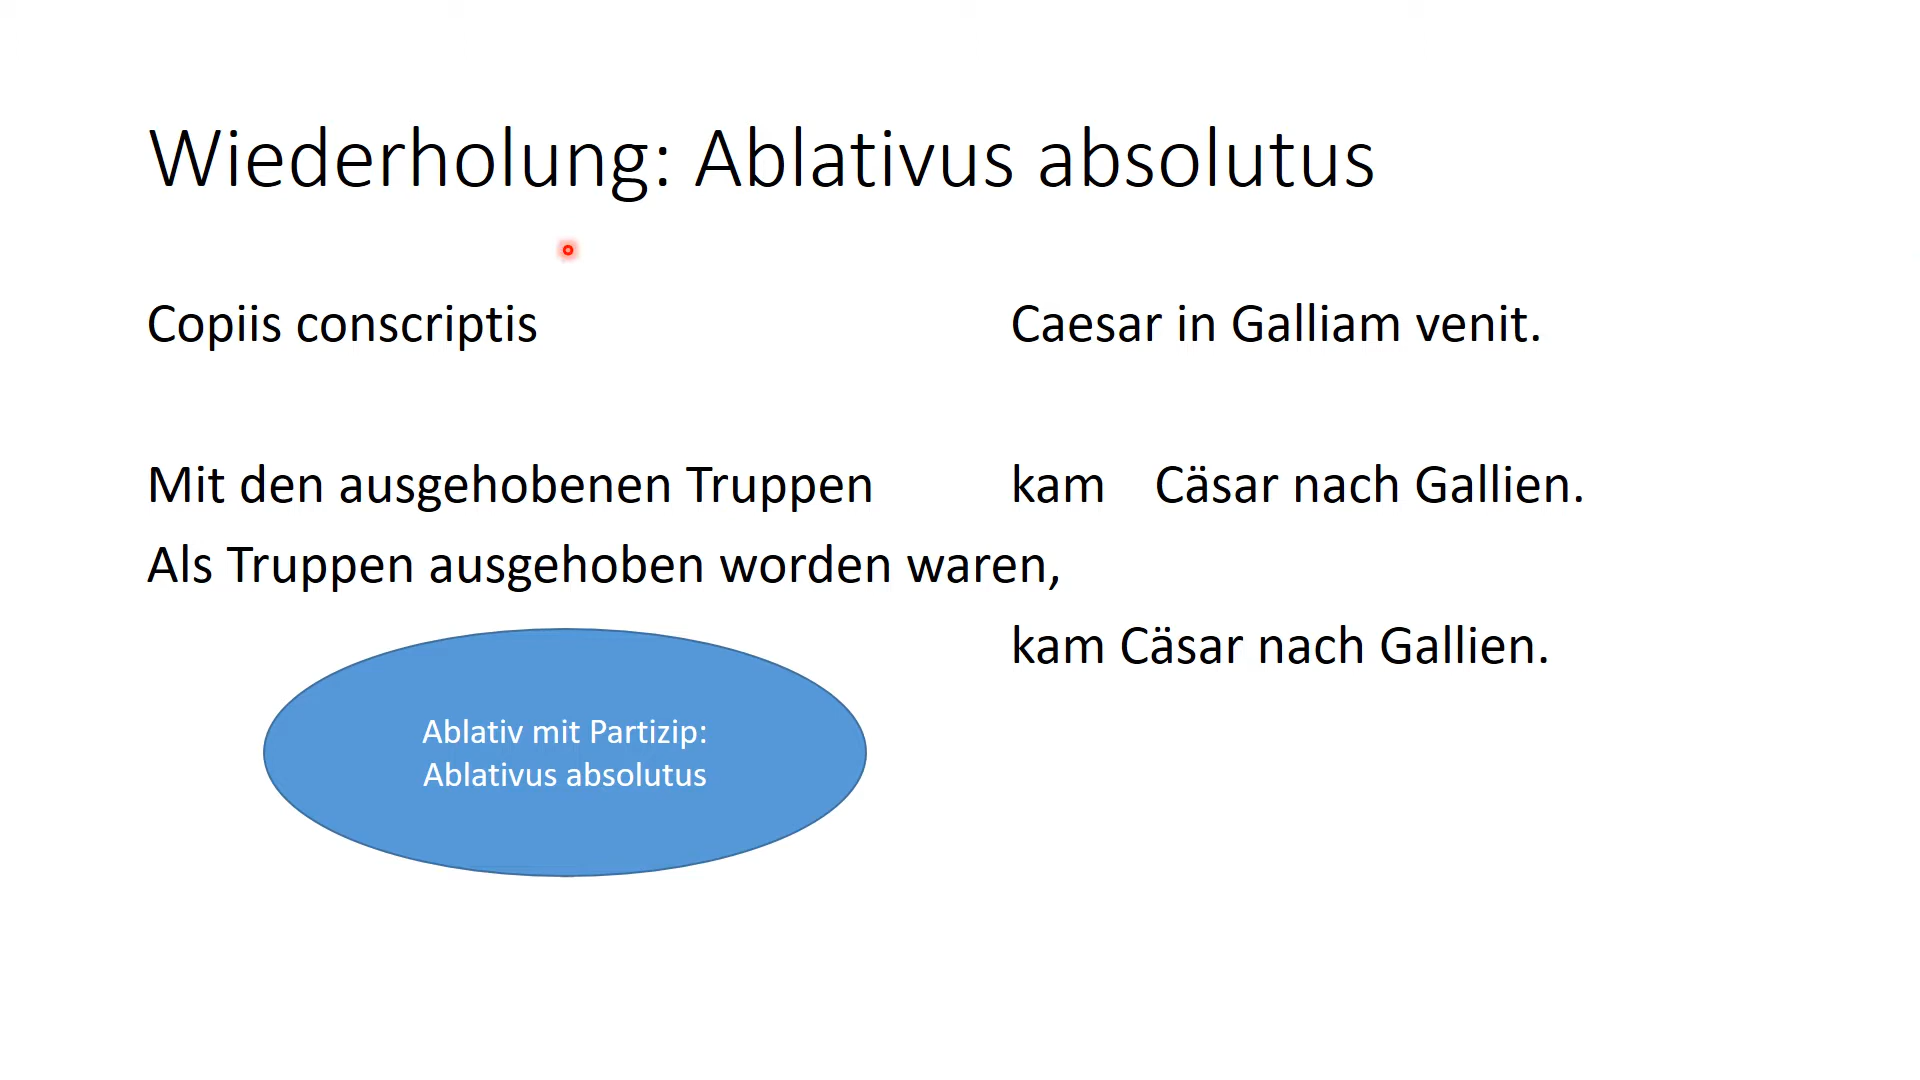 Wiederholung: Ablativus absolutus
Copiis conscriptis Caesar in Galliam venit.
Mit den ausgehobenen Truppen kam Cäsar nach Gallien.
Als Truppen ausgehoben worden waren,
kam Cäsar nach Gallien.
Ablativ mit Partizip:
Ablativus absolutus